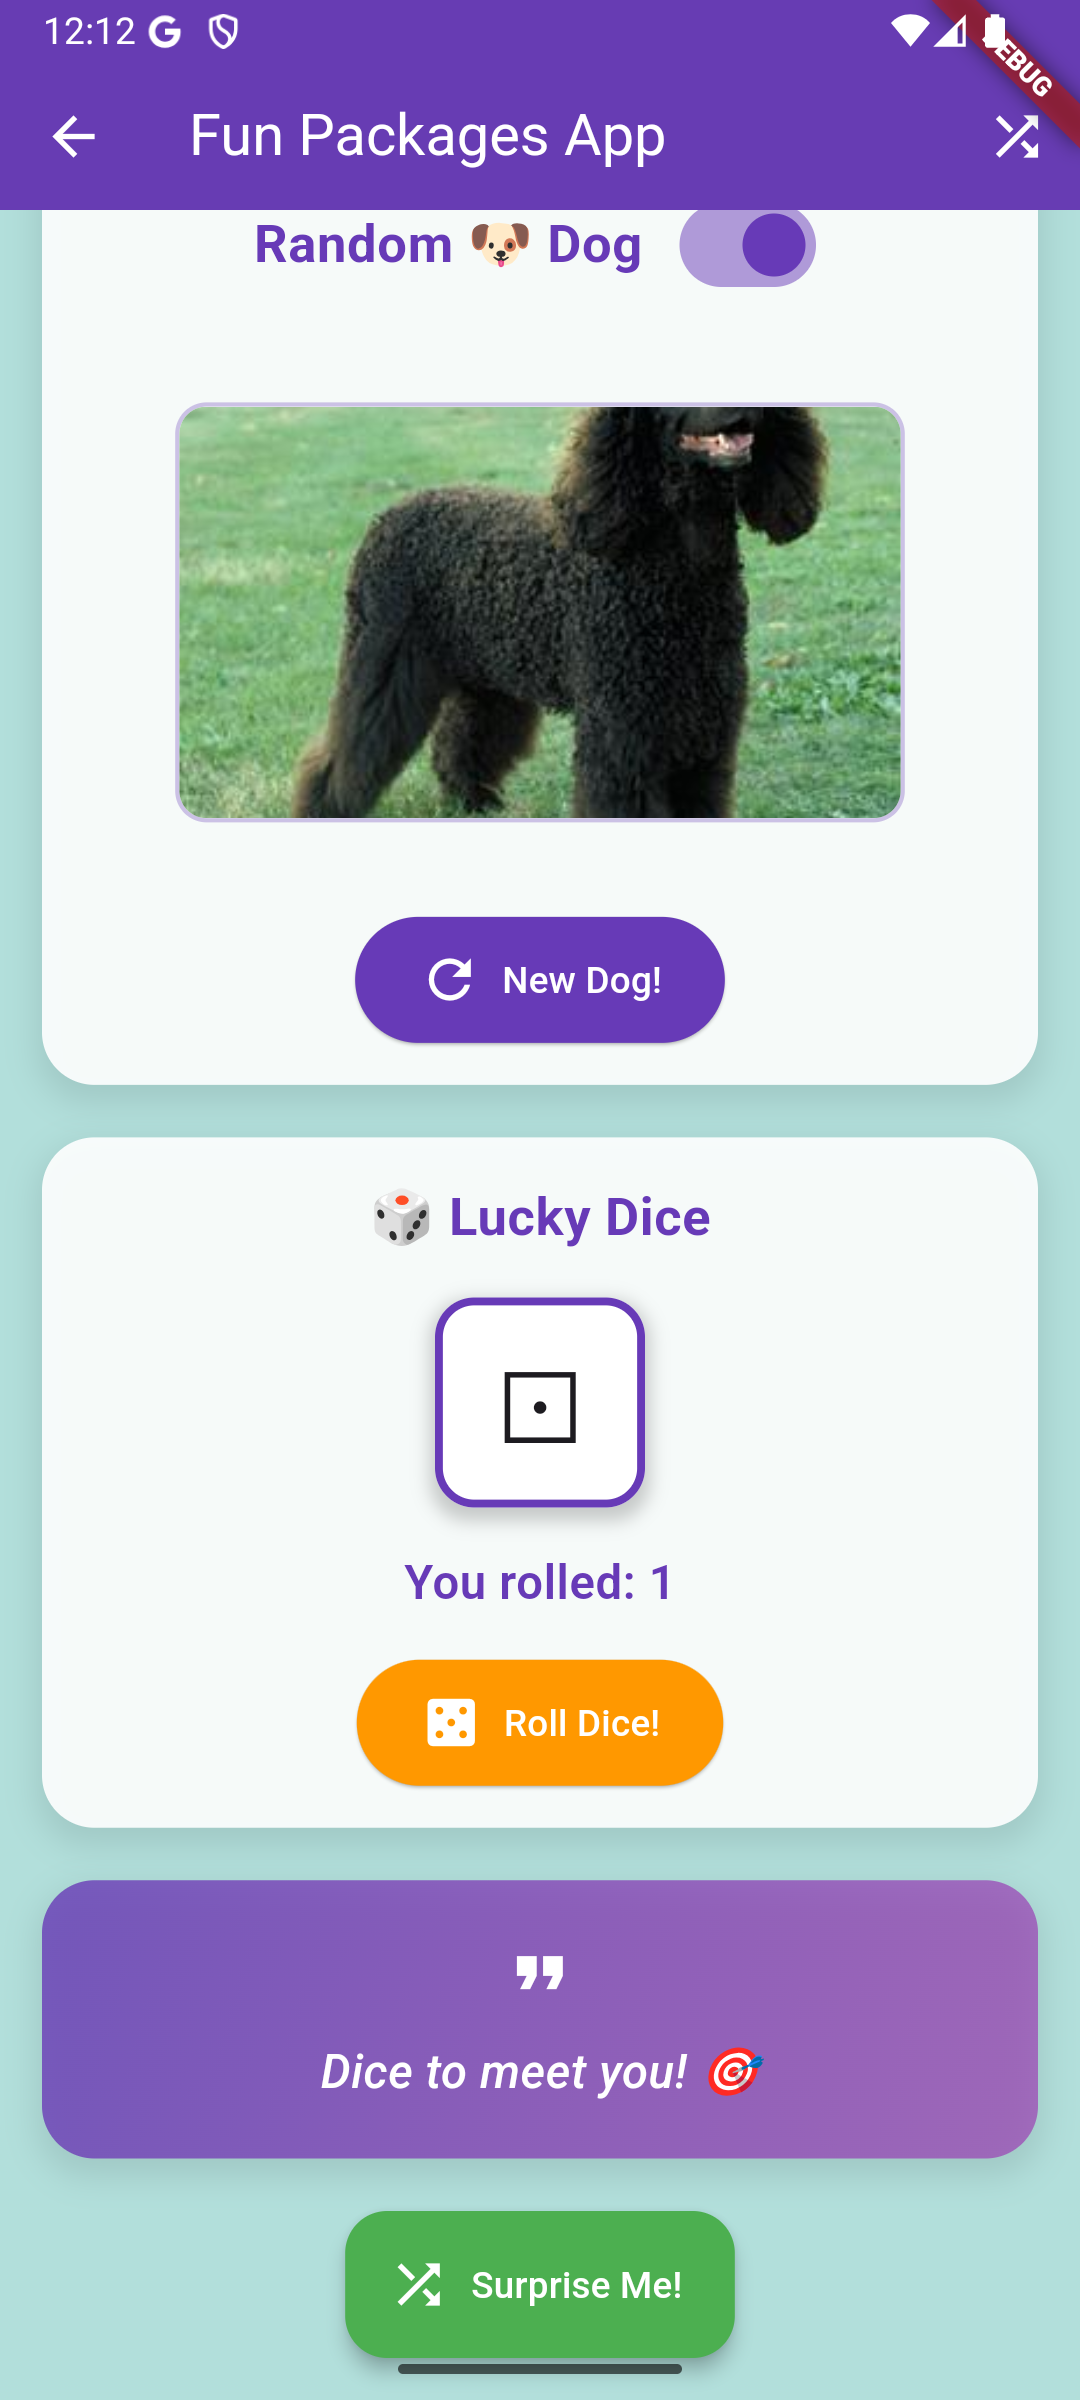 12:12
EBUG
Fun Packages App
Random 🐶 Dog
New Dog!
🎲 Lucky Dice
You rolled: 1
Roll Dice!
Dice to meet you! 🎯
Surprise Me!